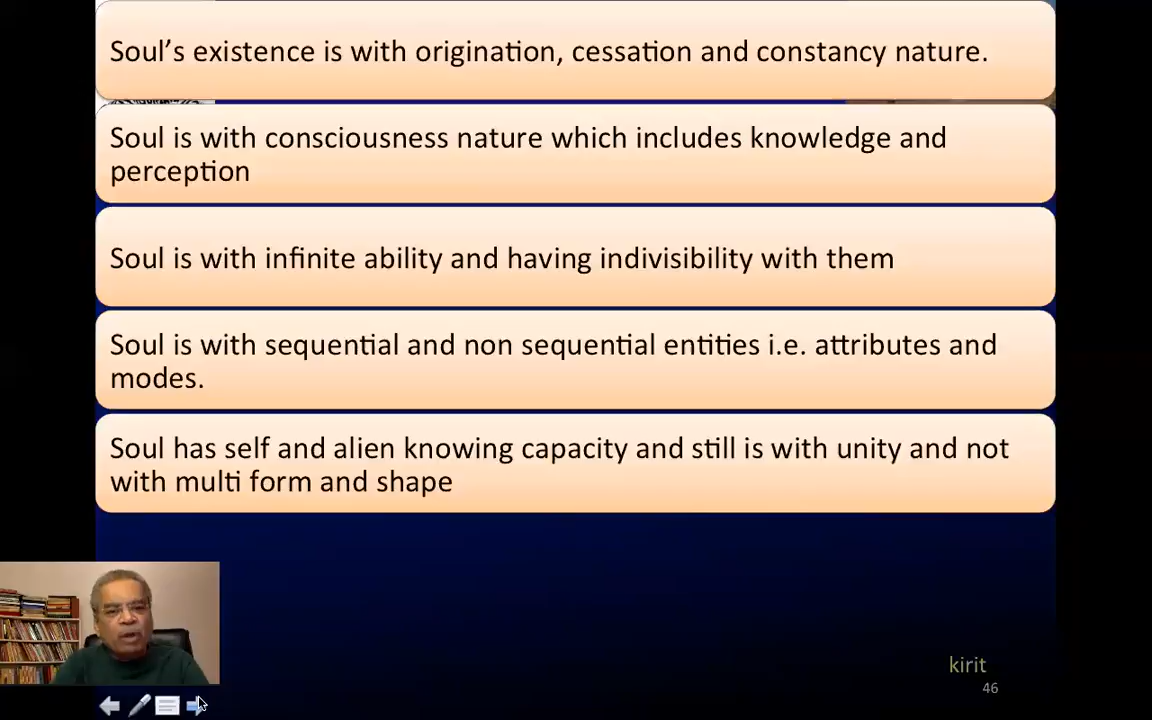 Soul’s existence is with origination, cessation and constancy nature.
Soul is with consciousness nature which includes knowledge and
perception
Soul is with infinite ability and having indivisibility with them
Soul is with sequential and non sequential entities i.e. attributes and
modes.
Soul has self and alien knowing capacity and still is with unity and not
with multi form and shape
kirit
46